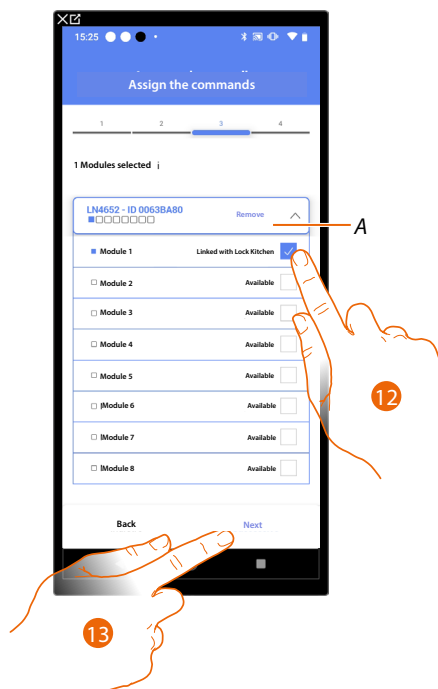 15:25
Assign the commands
1 2 3 4
1 Modules selected i
LN4652 - ID 0063BA80 Remove
A
Module 1 Linked with Lock Kitchen
Module 2 Available
Module 3 Available
Module 4 Available
Module 5 Available
Module 6 Available
Module 7 Available
Module 8 Available
12
Back Next
13